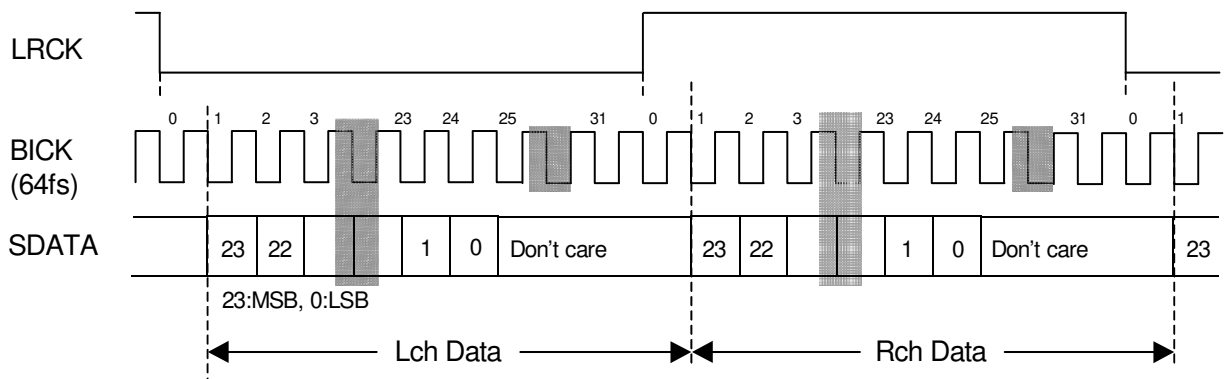 LRCK
0 1 2 3 23 24 25 31 0 1 2 3 23 24 25 31 0 1
BICK
(64fs)
SDATA 23 22 1 0 Don't care 23 22 1 0 Don't care 23
23:MSB, 0:LSB
Lch Data Rch Data